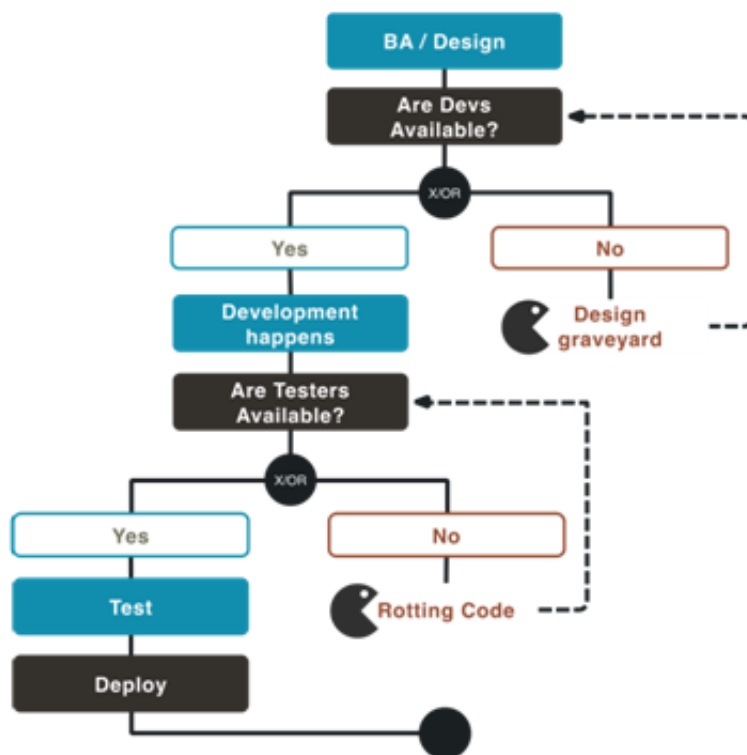 BA / Design
Are Devs
Available?
X/OR
Yes
No
Development
happens
Design
graveyard
Are Testers
Available?
X/OR
Yes
No
Test
Rotting Code
Deploy